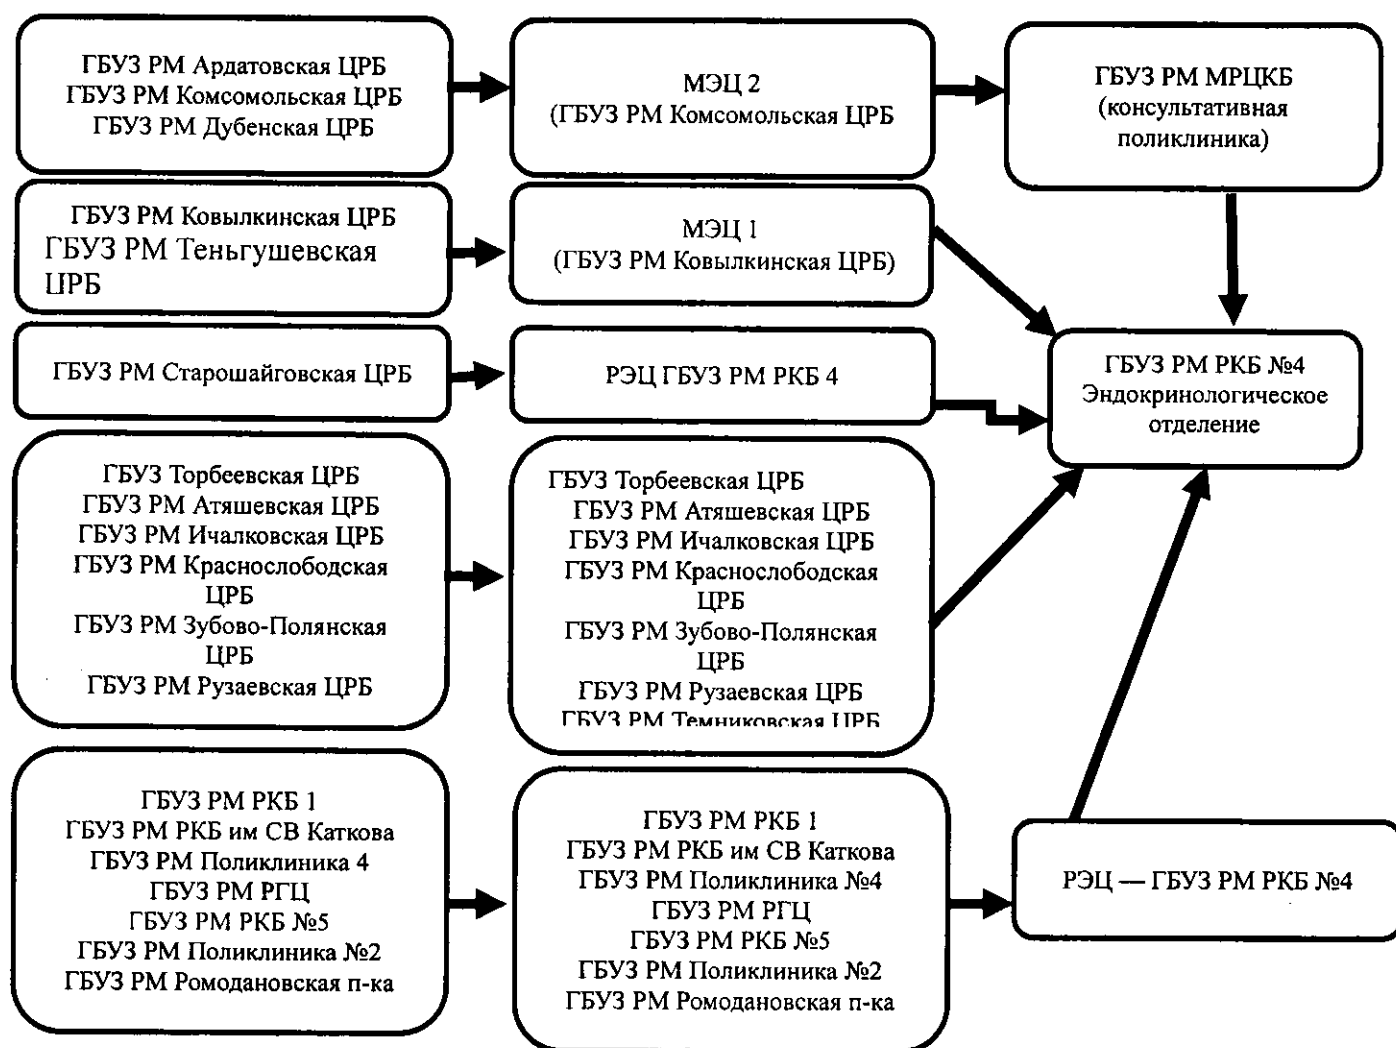 ГБУЗ РМ Ардатовская ЦРБ
ГБУЗ РМ Комсомольская ЦРБ
ГБУЗ РМ Дубенская ЦРБ
МЭЦ 2
(ГБУЗ РМ Комсомольская ЦРБ
ГБУЗ РМ МРЦКБ
(консультативная
поликлиника)
ГБУЗ РМ Ковылкинская ЦРБ
ГБУЗ РМ Теньгушевская
ЦРБ
МЭЦ 1
(ГБУЗ РМ Ковылкинская ЦРБ)
ГБУЗ РМ Старошайговская ЦРБ
РЭЦ ГБУЗ РМ РКБ 4
ГБУЗ РМ РКБ №4
Эндокринологическое
отделение
ГБУЗ Торбеевская ЦРБ
ГБУЗ РМ Атяшевская ЦРБ
ГБУЗ РМ Ичалковская ЦРБ
ГБУЗ РМ Краснослободская
ЦРБ
ГБУЗ РМ Зубово-Полянская
ЦРБ
ГБУЗ РМ Рузаевская ЦРБ
ГБУЗ Торбеевская ЦРБ
ГБУЗ РМ Атяшевская ЦРБ
ГБУЗ РМ Ичалковская ЦРБ
ГБУЗ РМ Краснослободская
ЦРБ
ГБУЗ РМ Зубово-Полянская
ЦРБ
ГБУЗ РМ Рузаевская ЦРБ
ГБУЗ РМ Темниковская ЦРБ
ГБУЗ РМ РКБ 1
ГБУЗ РМ РКБ им СВ Каткова
ГБУЗ РМ Поликлиника 4
ГБУЗ РМ РГЦ
ГБУЗ РМ РКБ №5
ГБУЗ РМ Поликлиника №2
ГБУЗ РМ Ромодановская п-ка
ГБУЗ РМ РКБ 1
ГБУЗ РМ РКБ им СВ Каткова
ГБУЗ РМ Поликлиника №4
ГБУЗ РМ РГЦ
ГБУЗ РМ РКБ №5
ГБУЗ РМ Поликлиника №2
ГБУЗ РМ Ромодановская п-ка
РЭЦ — ГБУЗ РМ РКБ №4